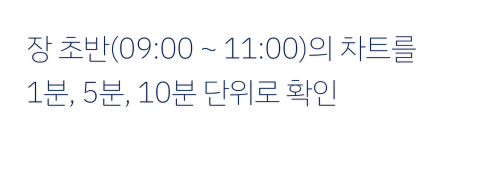 장 초반(09:00 ~ 11:00)의 차트를
1분, 5분, 10분 단위로 확인